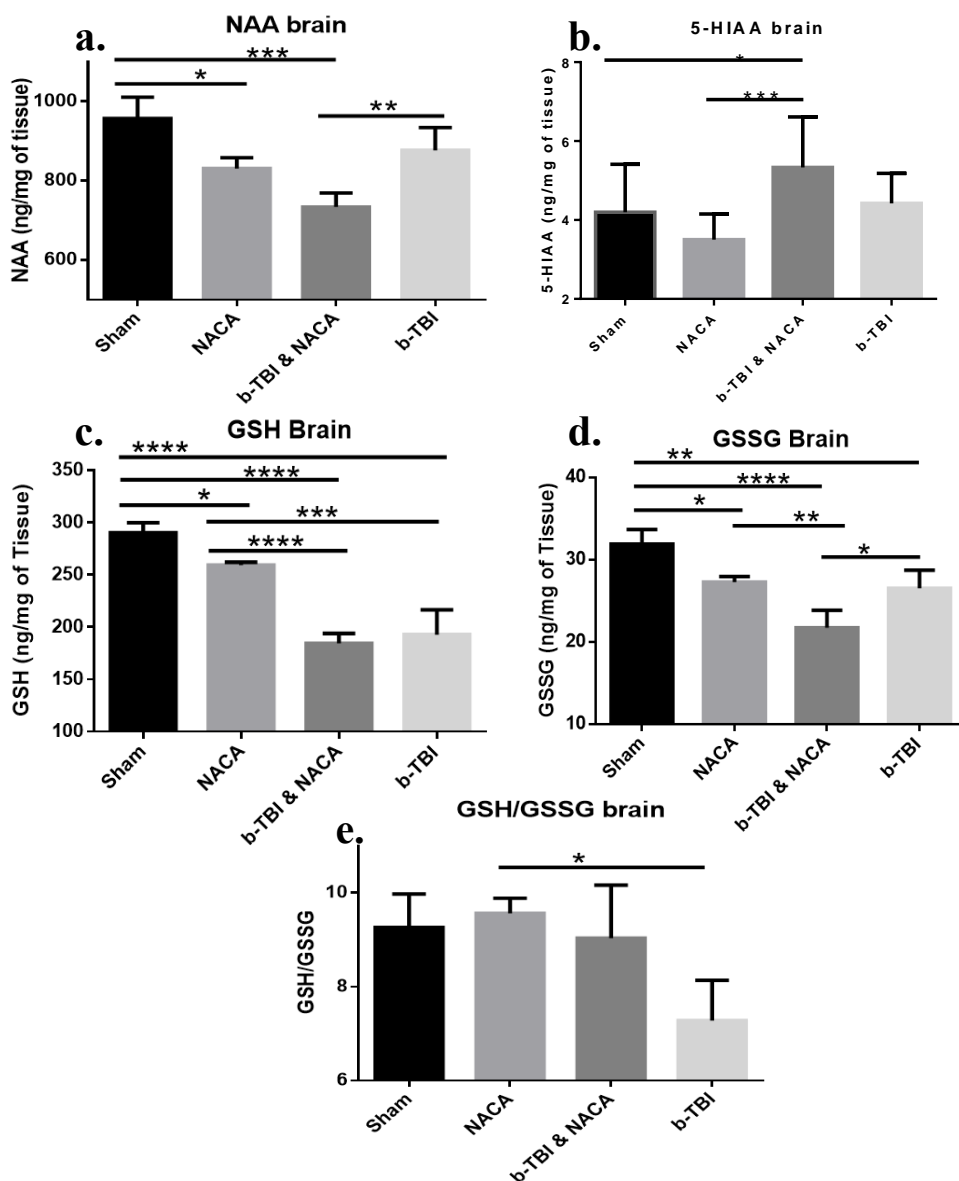 a.
NAA brain
***
*
**
NAA (ng/mg of tissue)
1000
800
600
Sham
NACA
b-TBI & NACA
b-TBI
b.
5-HIAA brain
*
***
5-HIAA (ng/mg of tissue)
8
6
4
2
Sham
NACA
b-TBI & NACA
b-TBI
c.
GSH Brain
****
****
*
***
****
GSH (ng/mg of Tissue)
350
300
250
200
150
100
Sham
NACA
b-TBI & NACA
b-TBI
d.
GSSG Brain
**
****
*
**
*
GSSG (ng/mg of Tissue)
40
30
20
10
Sham
NACA
b-TBI & NACA
b-TBI
e.
GSH/GSSG brain
*
GSH/GSSG
10
8
6
Sham
NACA
b-TBI & NACA
b-TBI